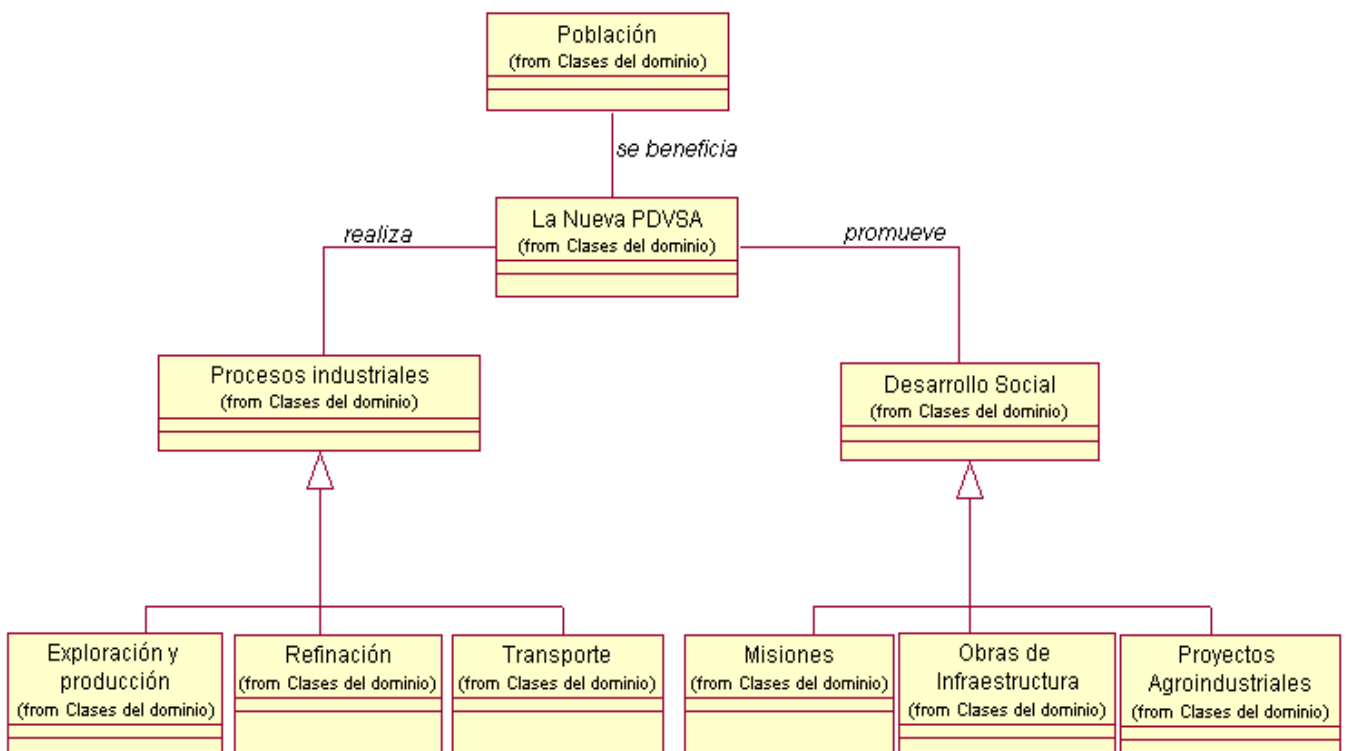 Población
(from Clases del dominio)
se beneficia
La Nueva PDVSA
(from Clases del dominio)
realiza
promueve
Procesos industriales
(from Clases del dominio)
Desarrollo Social
(from Clases del dominio)
Exploración y
producción
(from Clases del dominio)
Refinación
(from Clases del dominio)
Transporte
(from Clases del dominio)
Misiones
(from Clases del dominio)
Obras de
Infraestructura
(from Clases del dominio)
Proyectos
Agroindustriales
(from Clases del dominio)